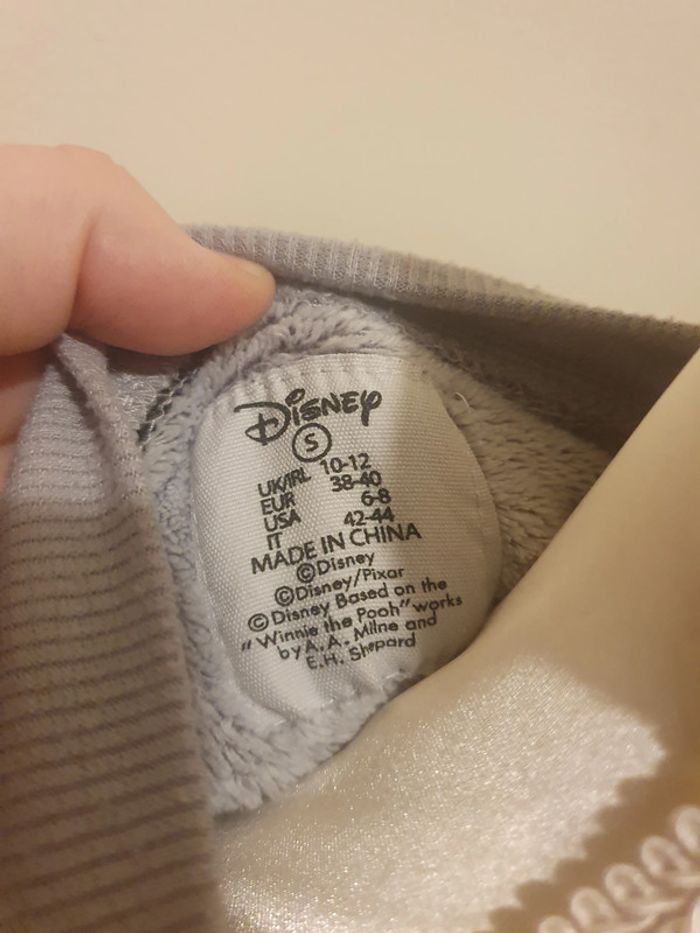 Disney
S
UK/IRL 10-12
EUR 38-40
USA 6-8
IT 42-44
MADE IN CHINA
©Disney
©Disney/Pixar
©Disney Based on the
"Winnie the Pooh" works
by A.A. Milne and
E.H. Shepard